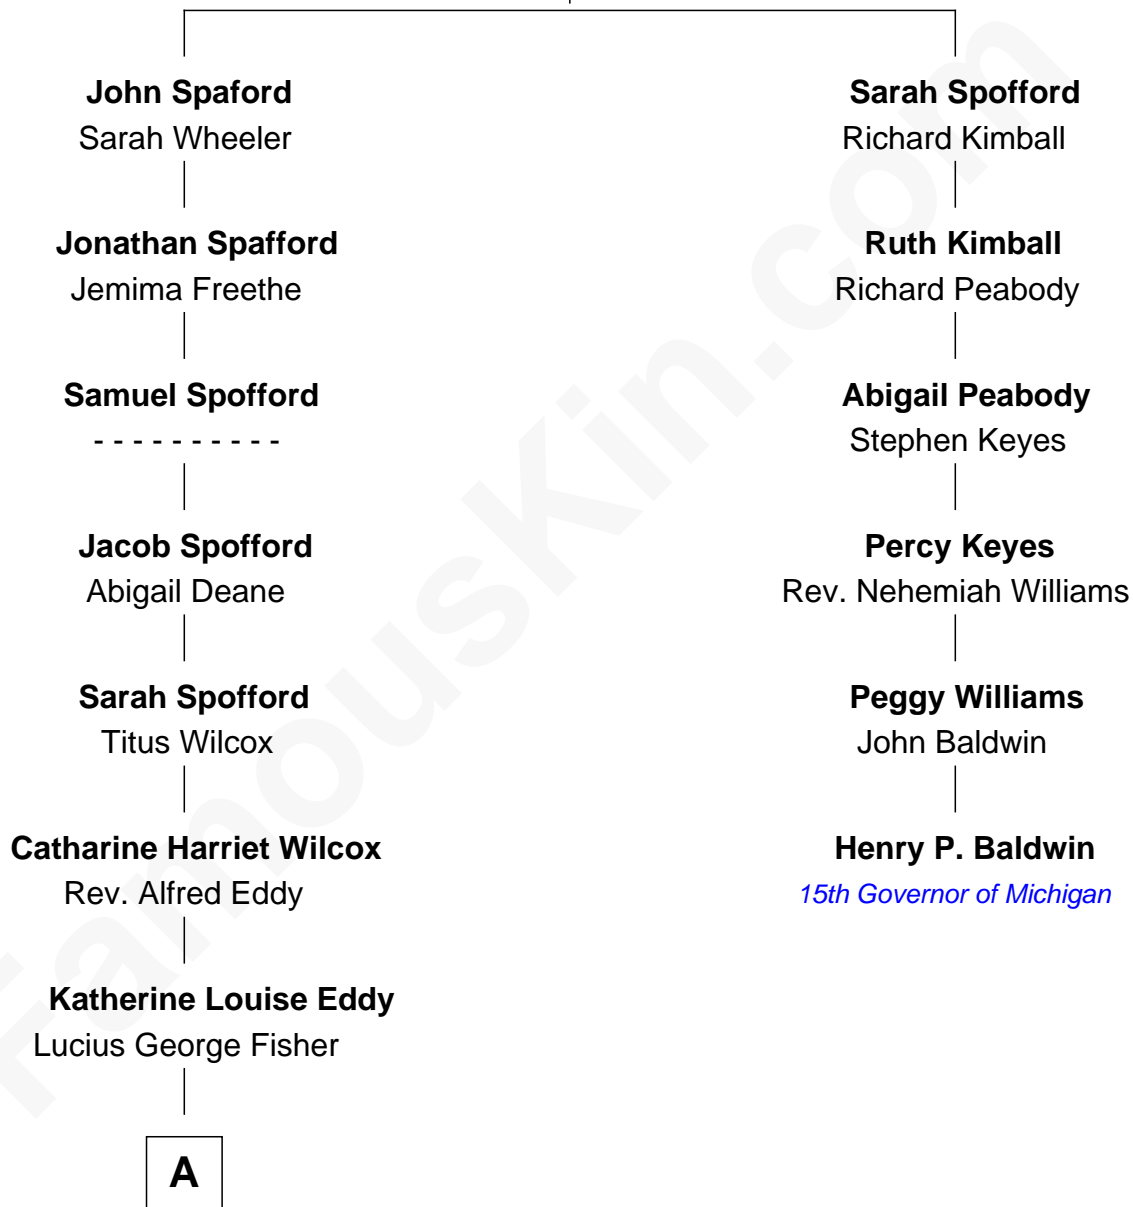 John Spaford
Sarah Wheeler
Jonathan Spafford
Jemima Freethe
Samuel Spofford
- - - - - - - - - -
Jacob Spofford
Abigail Deane
Sarah Spofford
Titus Wilcox
Catharine Harriet Wilcox
Rev. Alfred Eddy
Katherine Louise Eddy
Lucius George Fisher
A
Sarah Spofford
Richard Kimball
Ruth Kimball
Richard Peabody
Abigail Peabody
Stephen Keyes
Percy Keyes
Rev. Nehemiah Williams
Peggy Williams
John Baldwin
Henry P. Baldwin
15th Governor of Michigan
FamousKin.com